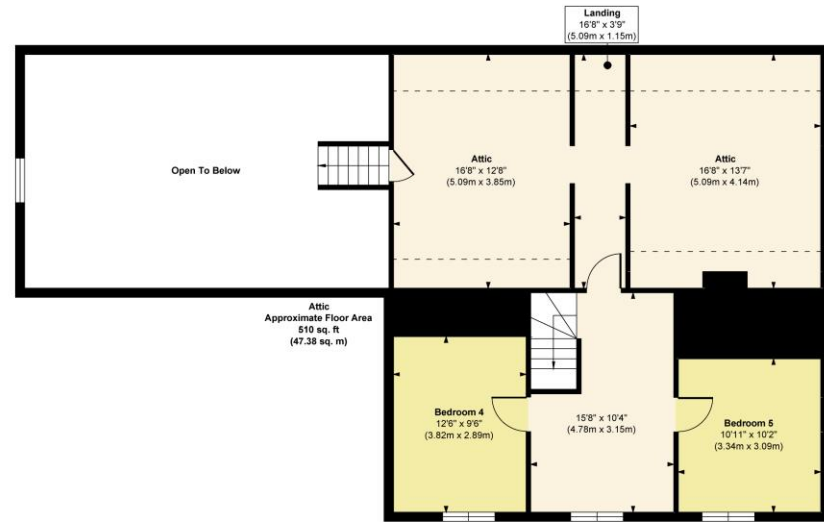 Landing
16'8" x 3'9"
(5.09m x 1.15m)
Open To Below
Attic
16'8" x 12'8"
(5.09m x 3.85m)
Attic
16'8" x 13'7"
(5.09m x 4.14m)
Attic
Approximate Floor Area
510 sq. ft
(47.38 sq. m)
Bedroom 4
12'6" x 9'6"
(3.82m x 2.89m)
15'8" x 10'4"
(4.78m x 3.15m)
Bedroom 5
10'11" x 10'2"
(3.34m x 3.09m)